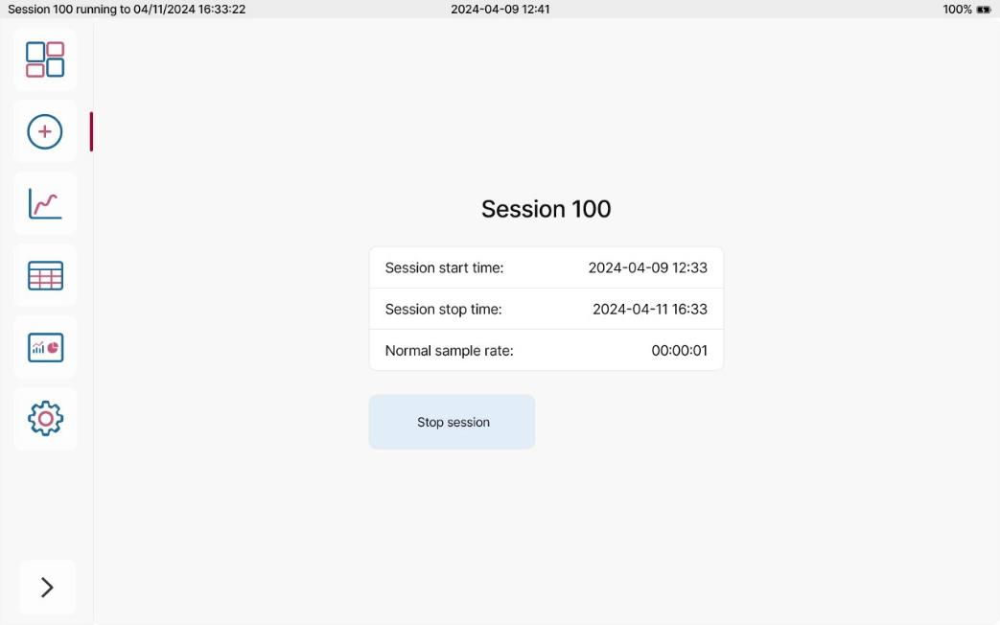 Session 100 running to 04/11/2024 16:33:22 2024-04-09 12:41 100%
Session 100
Session start time: 2024-04-09 12:33
Session stop time: 2024-04-11 16:33
Normal sample rate: 00:00:01
Stop session